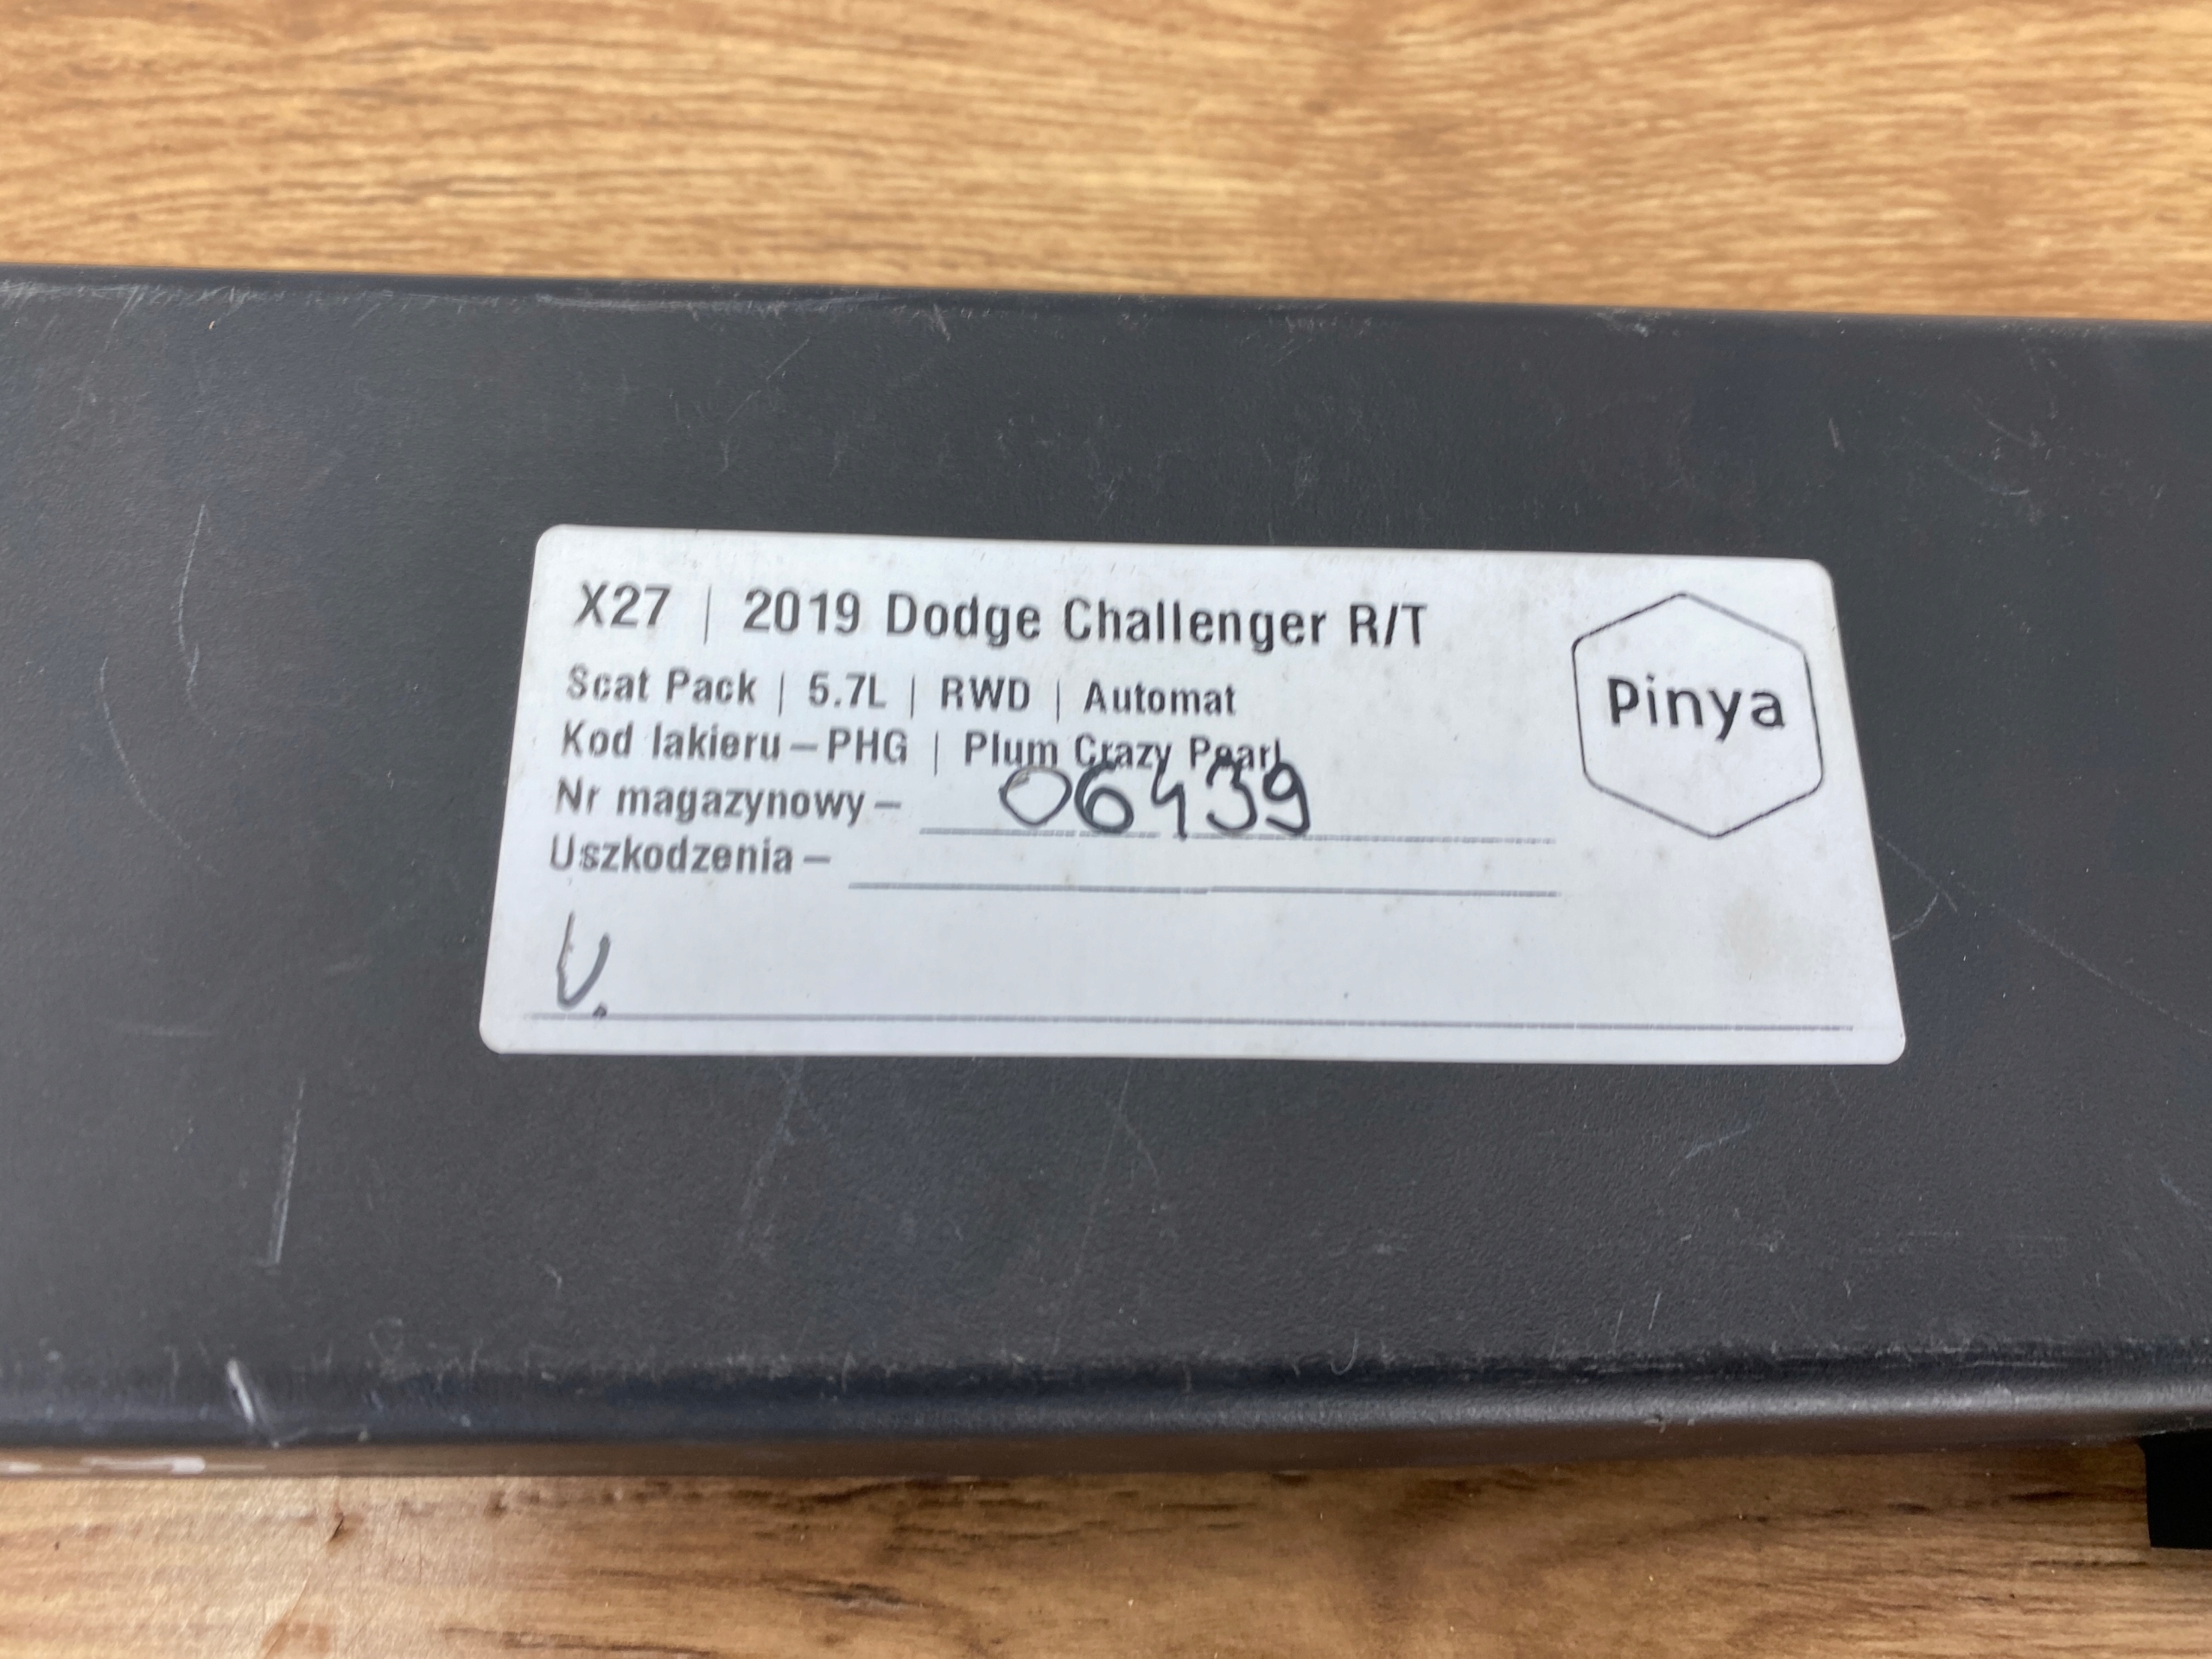 X27 | 2019 Dodge Challenger R/T
Scat Pack | 5.7L | RWD | Automat
Kod lakieru – PHG | Plum Crazy Pearl
Nr magazynowy – 06439
Uszkodzenia –
U.
Pinya